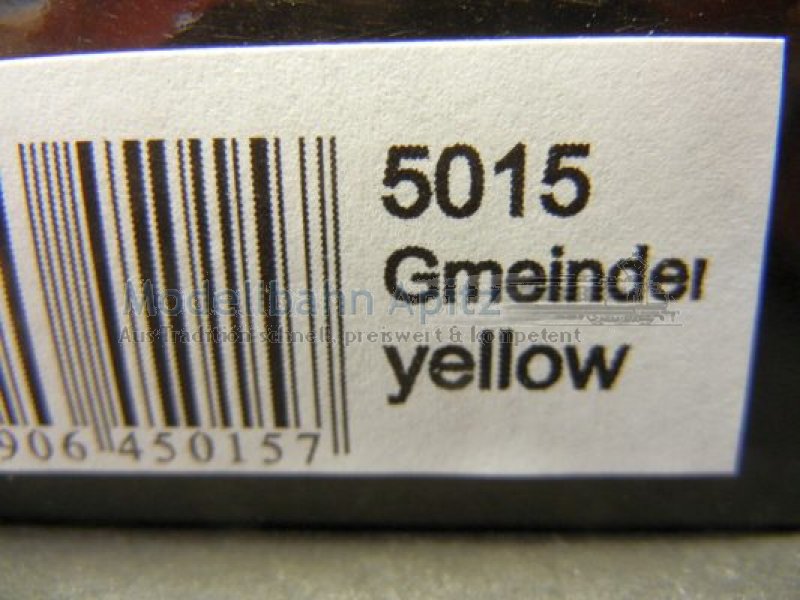 5015
Gmeinder
yellow
906 450157
Modellbahn Apitz
Aus Tradition schnell, preiswert & kompetent